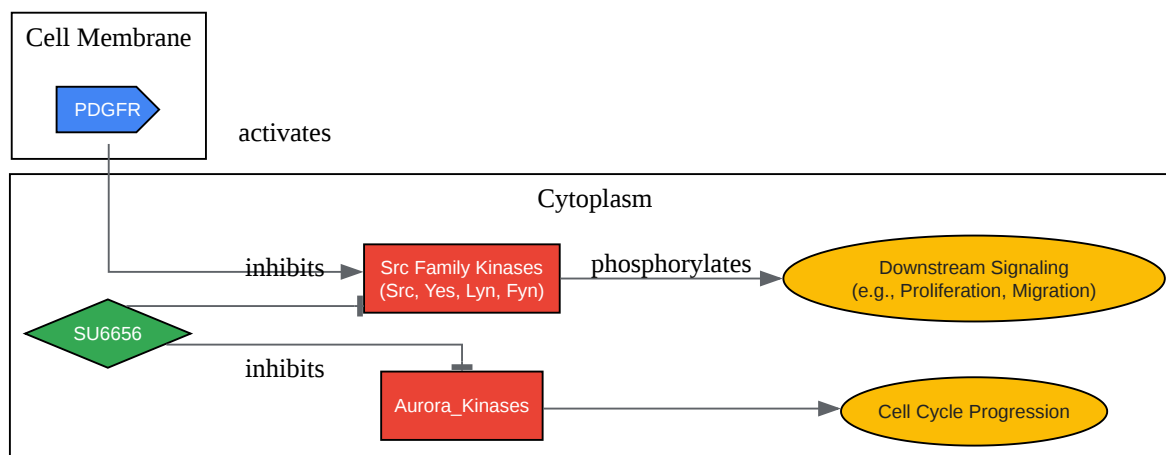 Cell Membrane
PDGFR
activates
Cytoplasm
inhibits
Src Family Kinases
(Src, Yes, Lyn, Fyn)
phosphorylates
Downstream Signaling
(e.g., Proliferation, Migration)
SU6656
inhibits
Aurora_Kinases
Cell Cycle Progression